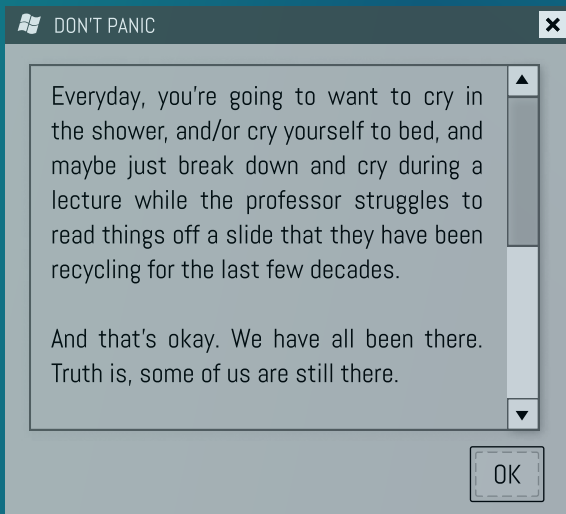 DON'T PANIC
Everyday, you're going to want to cry in
the shower, and/or cry yourself to bed, and
maybe just break down and cry during a
lecture while the professor struggles to
read things off a slide that they have been
recycling for the last few decades.
And that's okay. We have all been there.
Truth is, some of us are still there.
OK